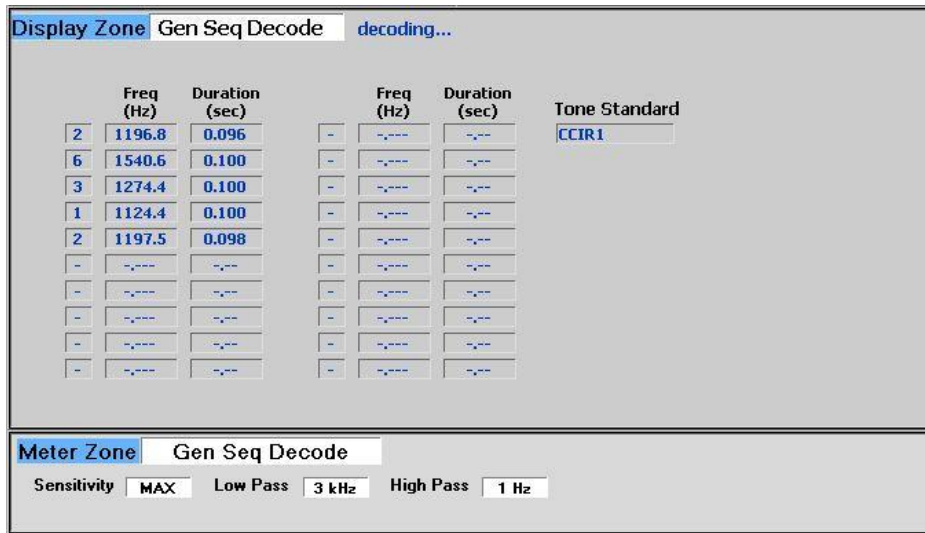 Display Zone Gen Seq Decode decoding...
Freq (Hz) Duration (sec) Freq (Hz) Duration (sec) Tone Standard
2 1196.8 0.096 - -.--- -.-- CCIR1
6 1540.6 0.100 - -.--- -.--
3 1274.4 0.100 - -.--- -.--
1 1124.4 0.100 - -.--- -.--
2 1197.5 0.098 - -.--- -.--
- -.--- -.-- - -.--- -.--
- -.--- -.-- - -.--- -.--
- -.--- -.-- - -.--- -.--
- -.--- -.-- - -.--- -.--
- -.--- -.-- - -.--- -.--
Meter Zone Gen Seq Decode
Sensitivity MAX Low Pass 3 kHz High Pass 1 Hz